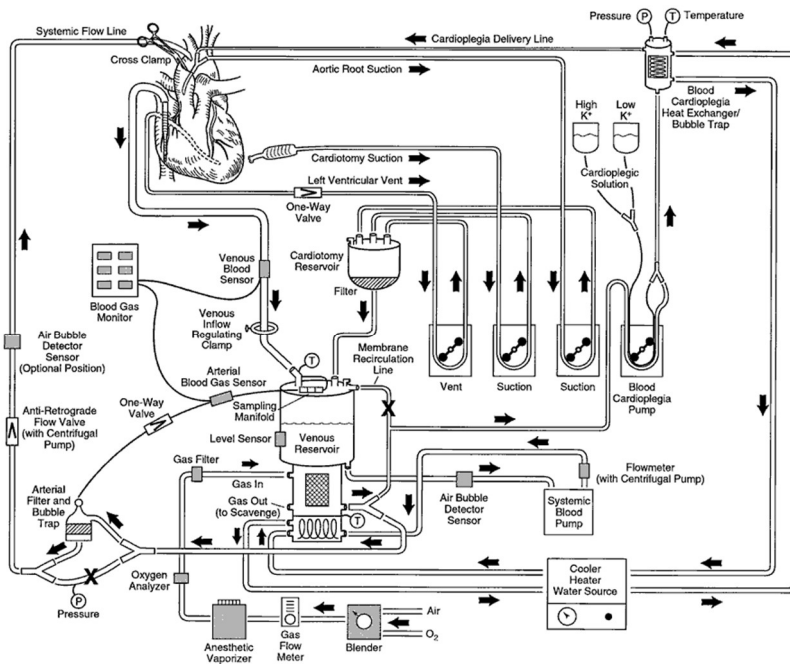 Systemic Flow Line
Cross Clamp
Cardioplegia Delivery Line
Aortic Root Suction
Pressure
P
T
Temperature
Blood
Cardioplegia
Heat Exchanger/
Bubble Trap
High
K+
Low
K+
Cardioplegic
Solution
Cardiotomy Suction
Left Ventricular Vent
One-Way
Valve
Venous
Blood
Sensor
Cardiotomy
Reservoir
Filter
Blood Gas
Monitor
Venous
Inflow
Regulating
Clamp
T
Membrane
Recirculation
Line
Vent
Suction
Suction
Blood
Cardioplegia
Pump
Air Bubble
Detector
Sensor
(Optional Position)
Arterial
Blood Gas Sensor
One-Way
Valve
Sampling
Manifold
X
Anti-Retrograde
Flow Valve
(with Centrifugal
Pump)
Level Sensor
Venous
Reservoir
Gas Filter
Gas In
Gas Out
(to Scavenge)
T
Air Bubble
Detector
Sensor
Systemic
Blood
Pump
Flowmeter
(with Centrifugal Pump)
Arterial
Filter and
Bubble
Trap
X
P
Pressure
Oxygen
Analyzer
Cooler
Heater
Water Source
Anesthetic
Vaporizer
Gas
Flow
Meter
Blender
Air
O2